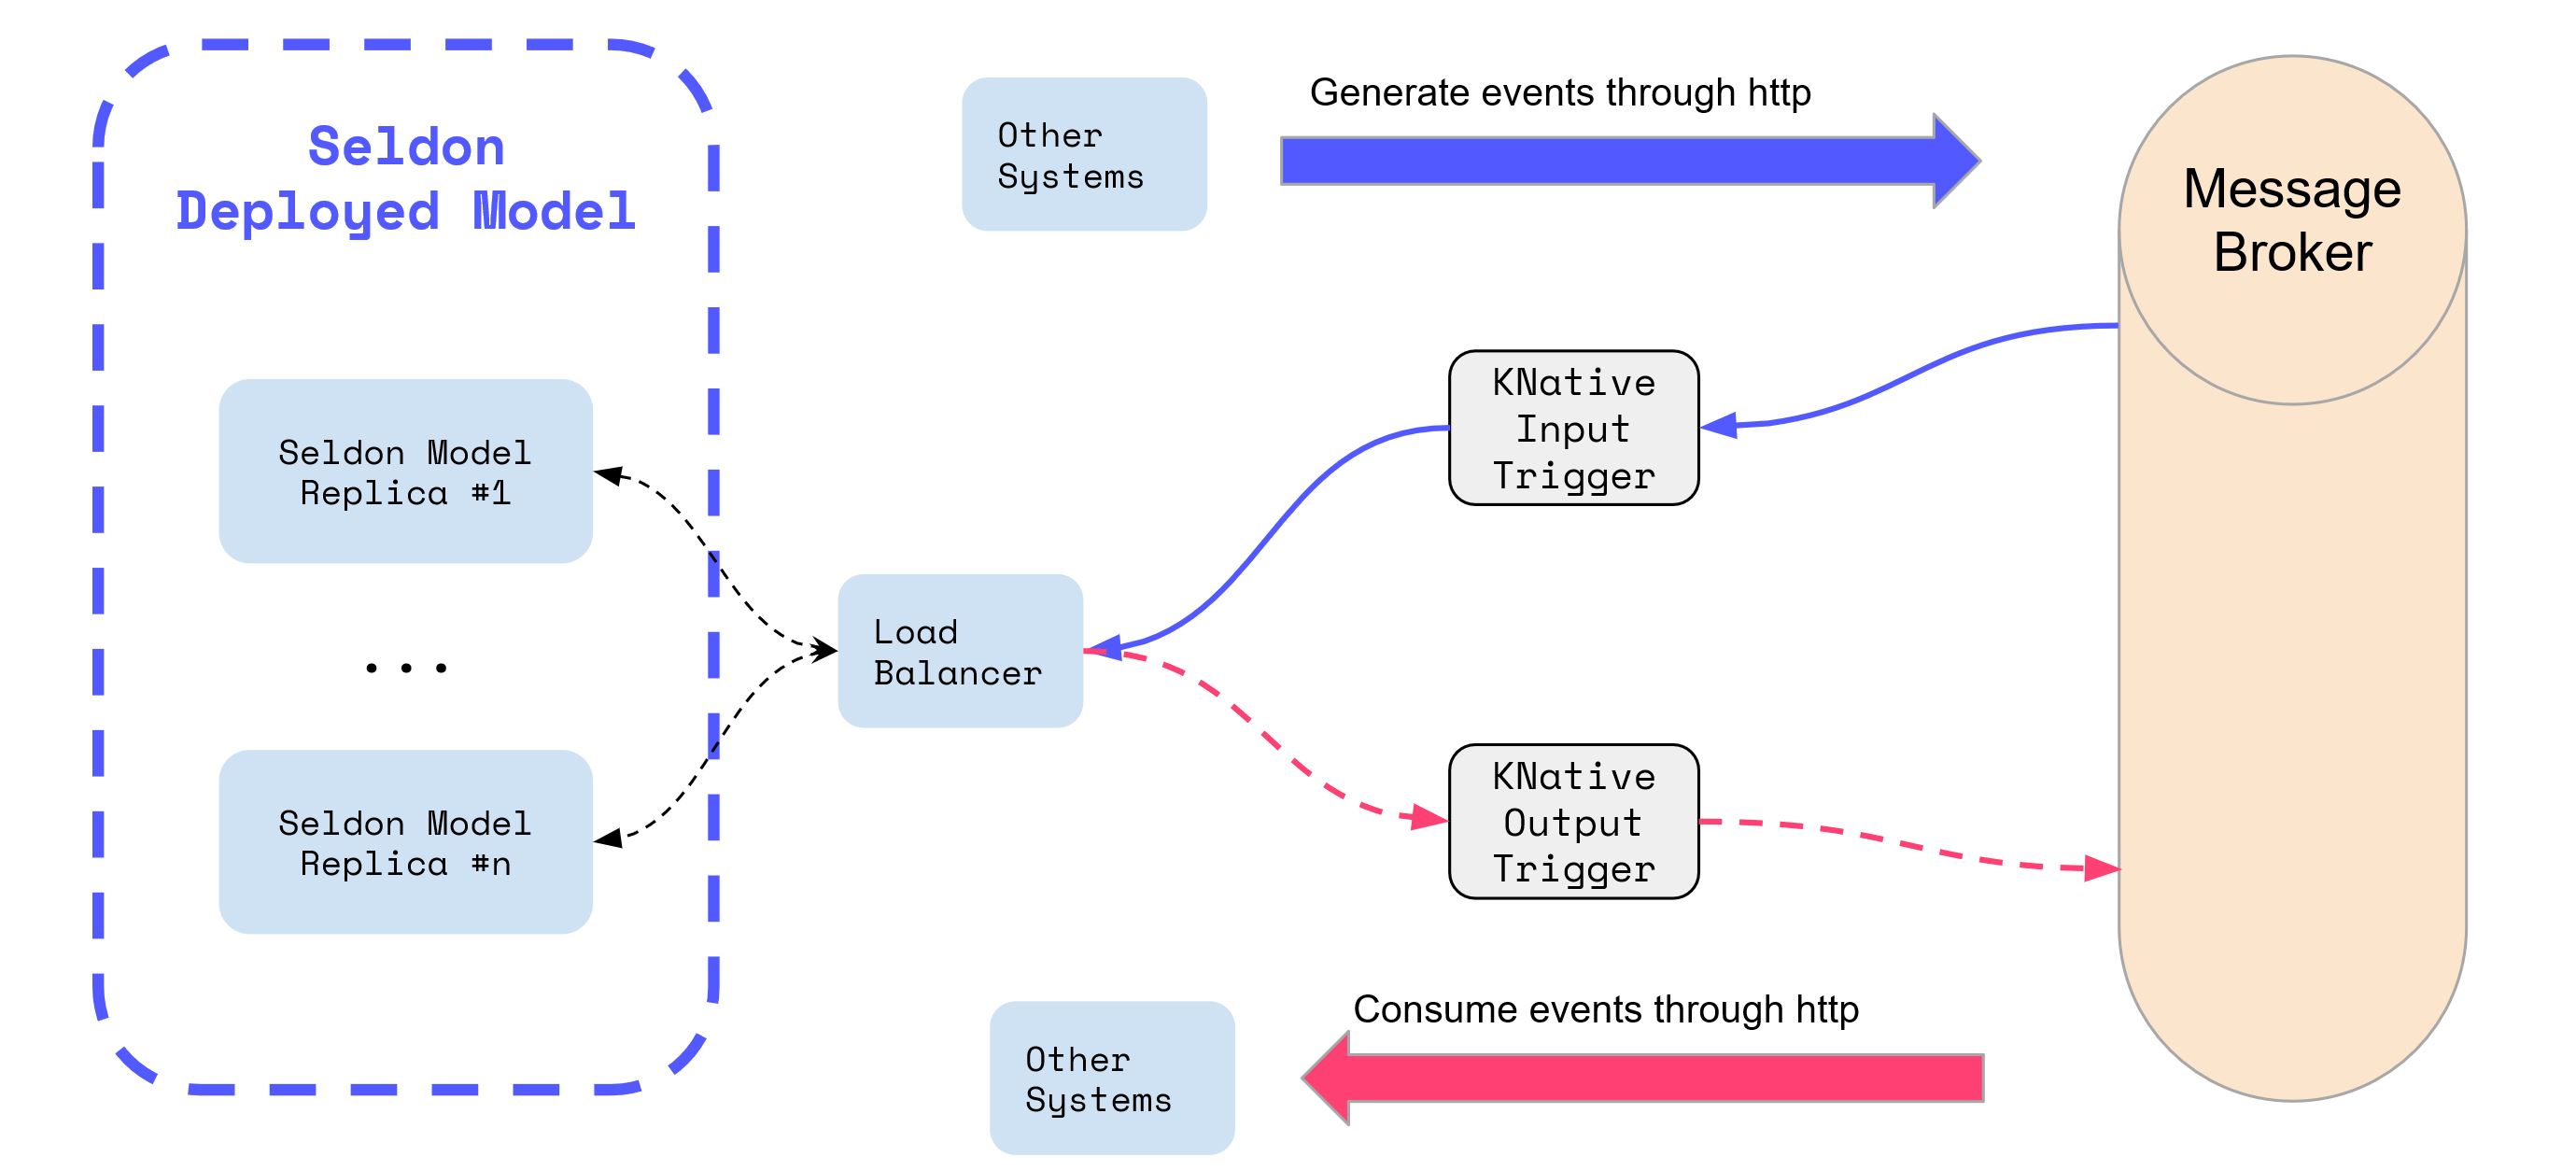 Seldon
Deployed Model
Other
Systems
Generate events through http
Message
Broker
KNative
Input
Trigger
Seldon Model
Replica #1
...
Load
Balancer
Seldon Model
Replica #n
KNative
Output
Trigger
Other
Systems
Consume events through http